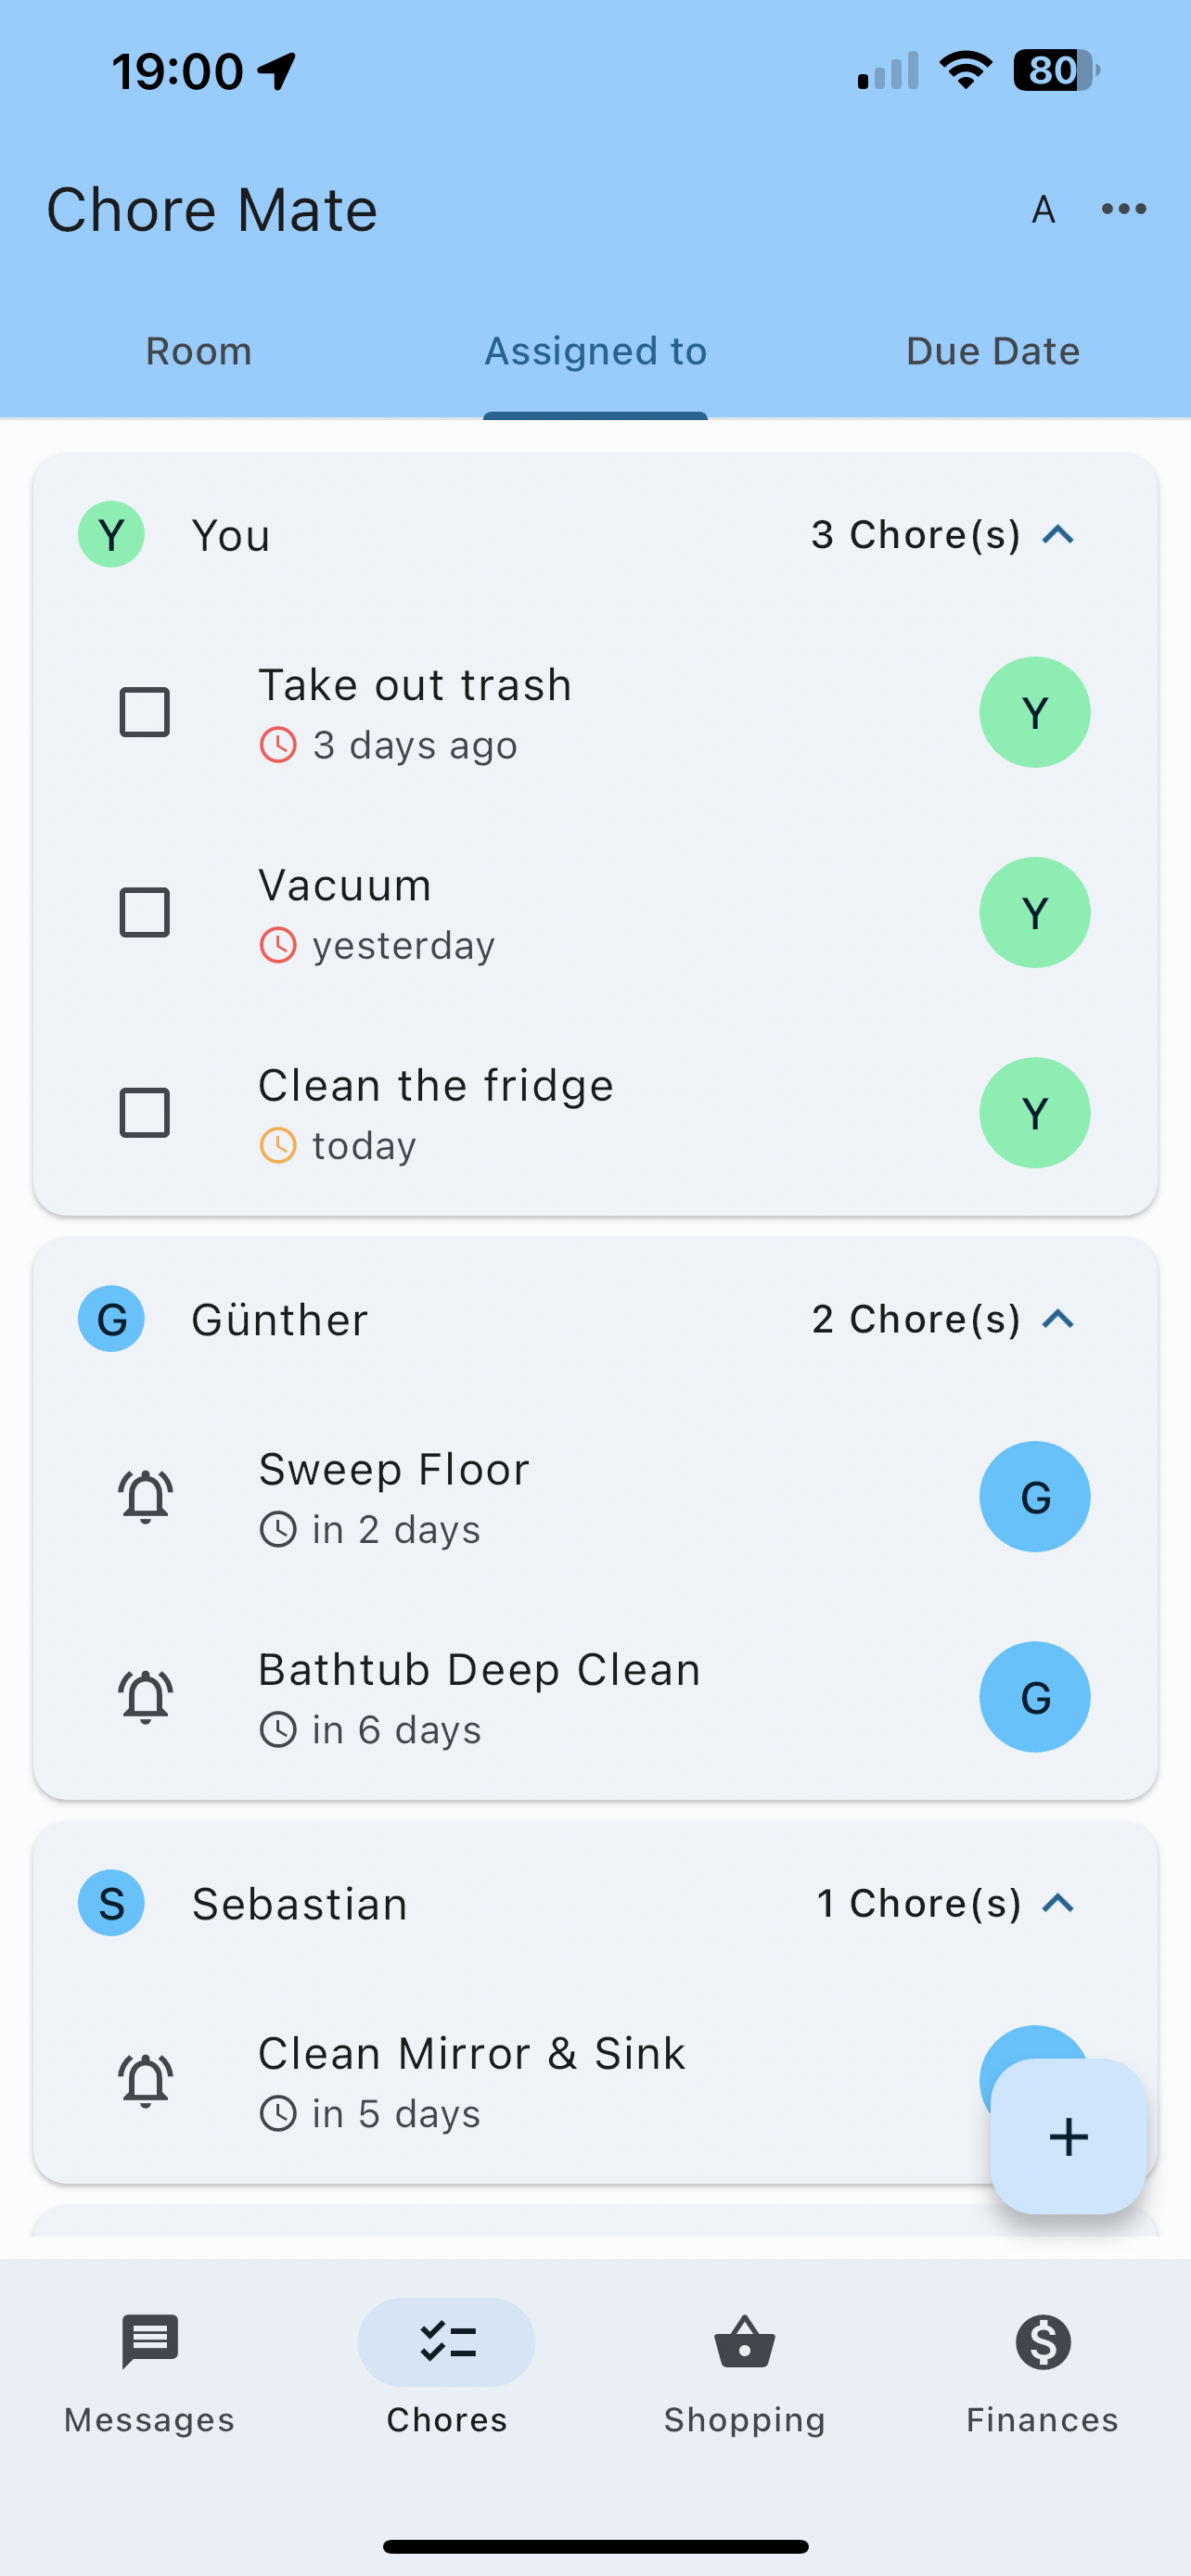 19:00
80
Chore Mate
A
Room
Assigned to
Due Date
Y
You
3 Chore(s)
Take out trash
3 days ago
Y
Vacuum
yesterday
Y
Clean the fridge
today
Y
G
Günther
2 Chore(s)
Sweep Floor
in 2 days
G
Bathtub Deep Clean
in 6 days
G
S
Sebastian
1 Chore(s)
Clean Mirror & Sink
in 5 days
+
Messages
Chores
Shopping
Finances